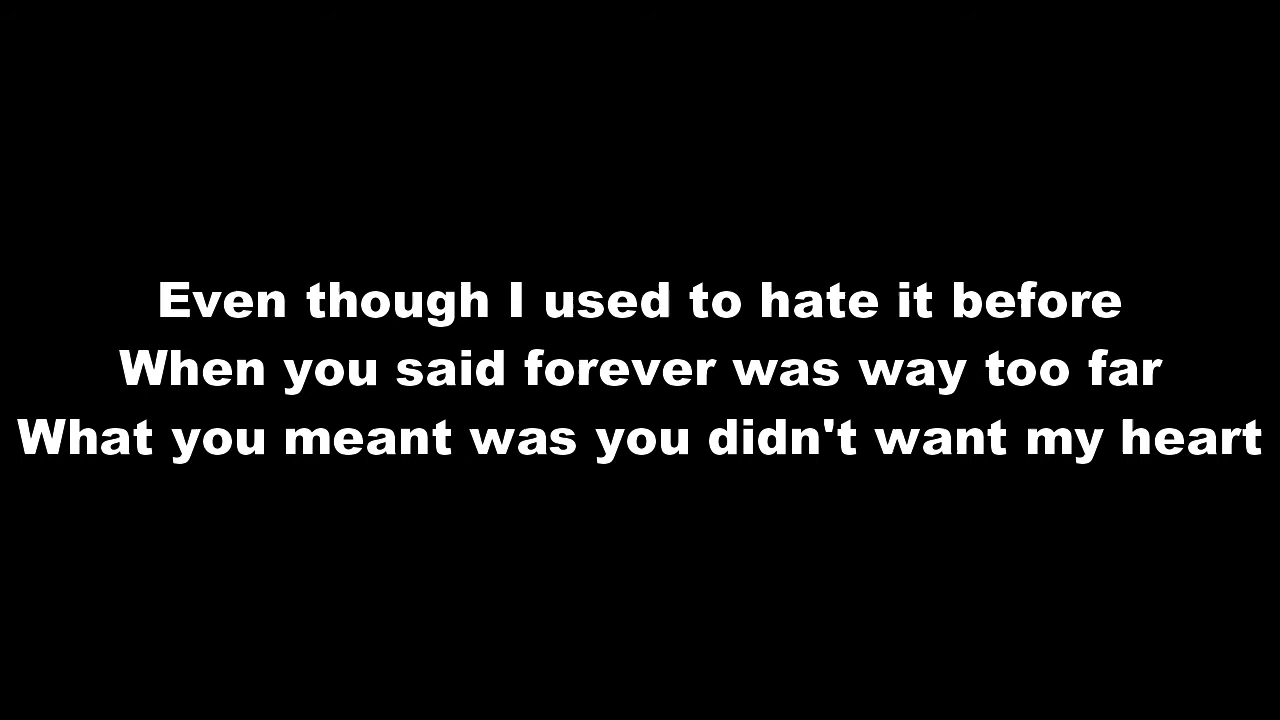 Even though I used to hate it before
When you said forever was way too far
What you meant was you didn't want my heart